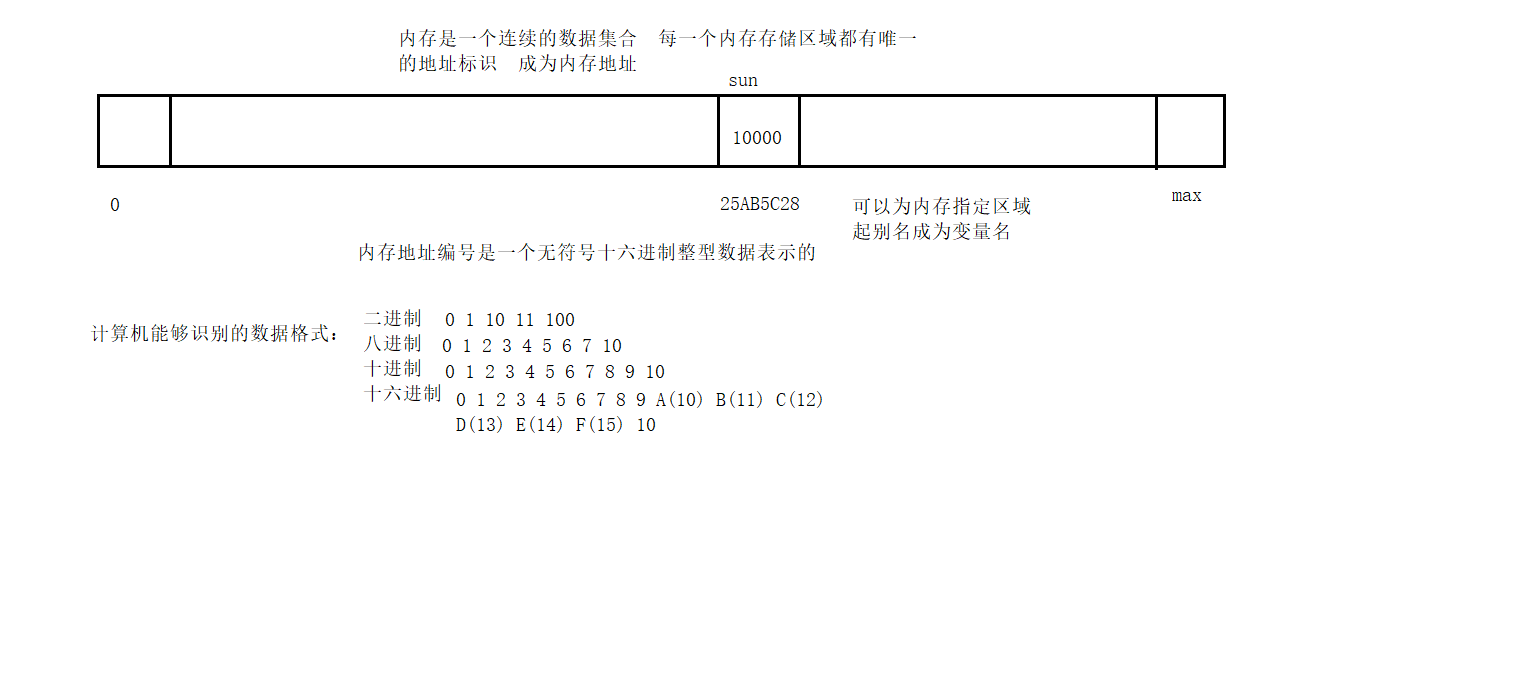 内存是一个连续的数据集合　每一个内存存储区域都有唯一
的地址标识　成为内存地址
sun
10000
0
25AB5C28
max
可以为内存指定区域
起别名成为变量名
内存地址编号是一个无符号十六进制整型数据表示的
计算机能够识别的数据格式：
二进制 0 1 10 11 100
八进制 0 1 2 3 4 5 6 7 10
十进制 0 1 2 3 4 5 6 7 8 9 10
十六进制 0 1 2 3 4 5 6 7 8 9 A(10) B(11) C(12)
D(13) E(14) F(15) 10